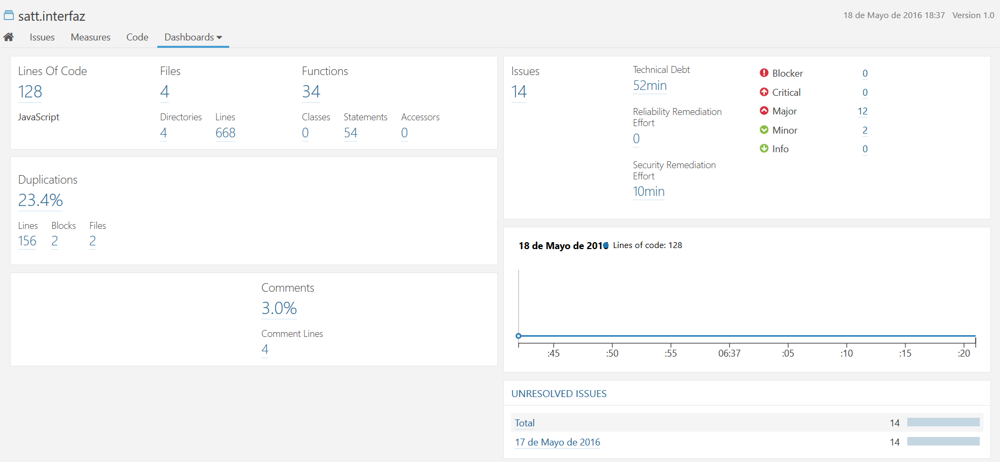 satt.interfaz
18 de Mayo de 2016 18:37 Version 1.0
Issues Measures Code Dashboards
Lines Of Code Files Functions
128 4 34
JavaScript
Directories Lines
4 668
Classes Statements Accessors
0 54 0
Duplications
23.4%
Lines Blocks Files
156 2 2
Comments
3.0%
Comment Lines
4
Issues
14
Technical Debt
52min
Reliability Remediation
Effort
0
Security Remediation
Effort
10min
Blocker 0
Critical 0
Major 12
Minor 2
Info 0
18 de Mayo de 2016 Lines of code: 128
:45 :50 :55 06:37 :05 :10 :15 :20
UNRESOLVED ISSUES
Total 14
17 de Mayo de 2016 14